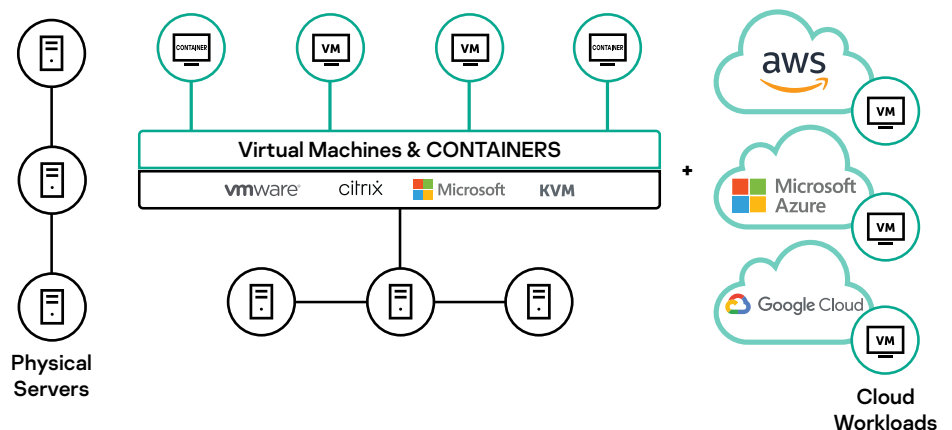 CONTAINER
VM
VM
CONTAINER
Virtual Machines & CONTAINERS
vmware®
citrix
Microsoft
KVM
Physical
Servers
+
aws
VM
Microsoft
Azure
VM
Google Cloud
VM
Cloud
Workloads